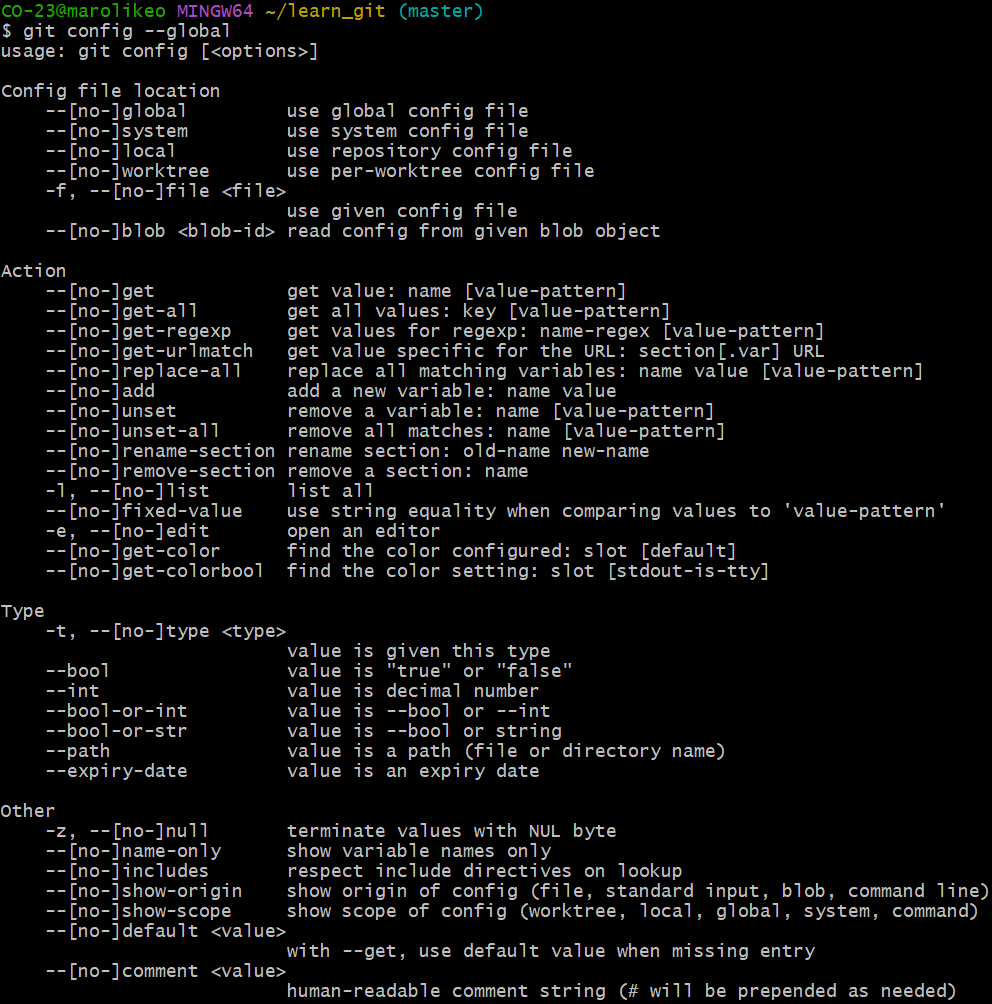 CO-23@marolikeo MINGW64 ~/learn_git (master)
$ git config --global
usage: git config [<options>]

Config file location
    --[no-]global         use global config file
    --[no-]system         use system config file
    --[no-]local          use repository config file
    --[no-]worktree       use per-worktree config file
    -f, --[no-]file <file>
                          use given config file
    --[no-]blob <blob-id> read config from given blob object

Action
    --[no-]get            get value: name [value-pattern]
    --[no-]get-all        get all values: key [value-pattern]
    --[no-]get-regexp     get values for regexp: name-regex [value-pattern]
    --[no-]get-urlmatch   get value specific for the URL: section[.var] URL
    --[no-]replace-all    replace all matching variables: name value [value-pattern]
    --[no-]add            add a new variable: name value
    --[no-]unset          remove a variable: name [value-pattern]
    --[no-]unset-all      remove all matches: name [value-pattern]
    --[no-]rename-section rename section: old-name new-name
    --[no-]remove-section remove a section: name
    -l, --[no-]list       list all
    --[no-]fixed-value    use string equality when comparing values to 'value-pattern'
    -e, --[no-]edit       open an editor
    --[no-]get-color      find the color configured: slot [default]
    --[no-]get-colorbool  find the color setting: slot [stdout-is-tty]

Type
    -t, --[no-]type <type>
                          value is given this type
    --bool                value is "true" or "false"
    --int                 value is decimal number
    --bool-or-int         value is --bool or --int
    --bool-or-str         value is --bool or string
    --path                value is a path (file or directory name)
    --expiry-date         value is an expiry date

Other
    -z, --[no-]null       terminate values with NUL byte
    --[no-]name-only      show variable names only
    --[no-]includes       respect include directives on lookup
    --[no-]show-origin    show origin of config (file, standard input, blob, command line)
    --[no-]show-scope     show scope of config (worktree, local, global, system, command)
    --[no-]default <value>
                          with --get, use default value when missing entry
    --[no-]comment <value>
                          human-readable comment string (# will be prepended as needed)